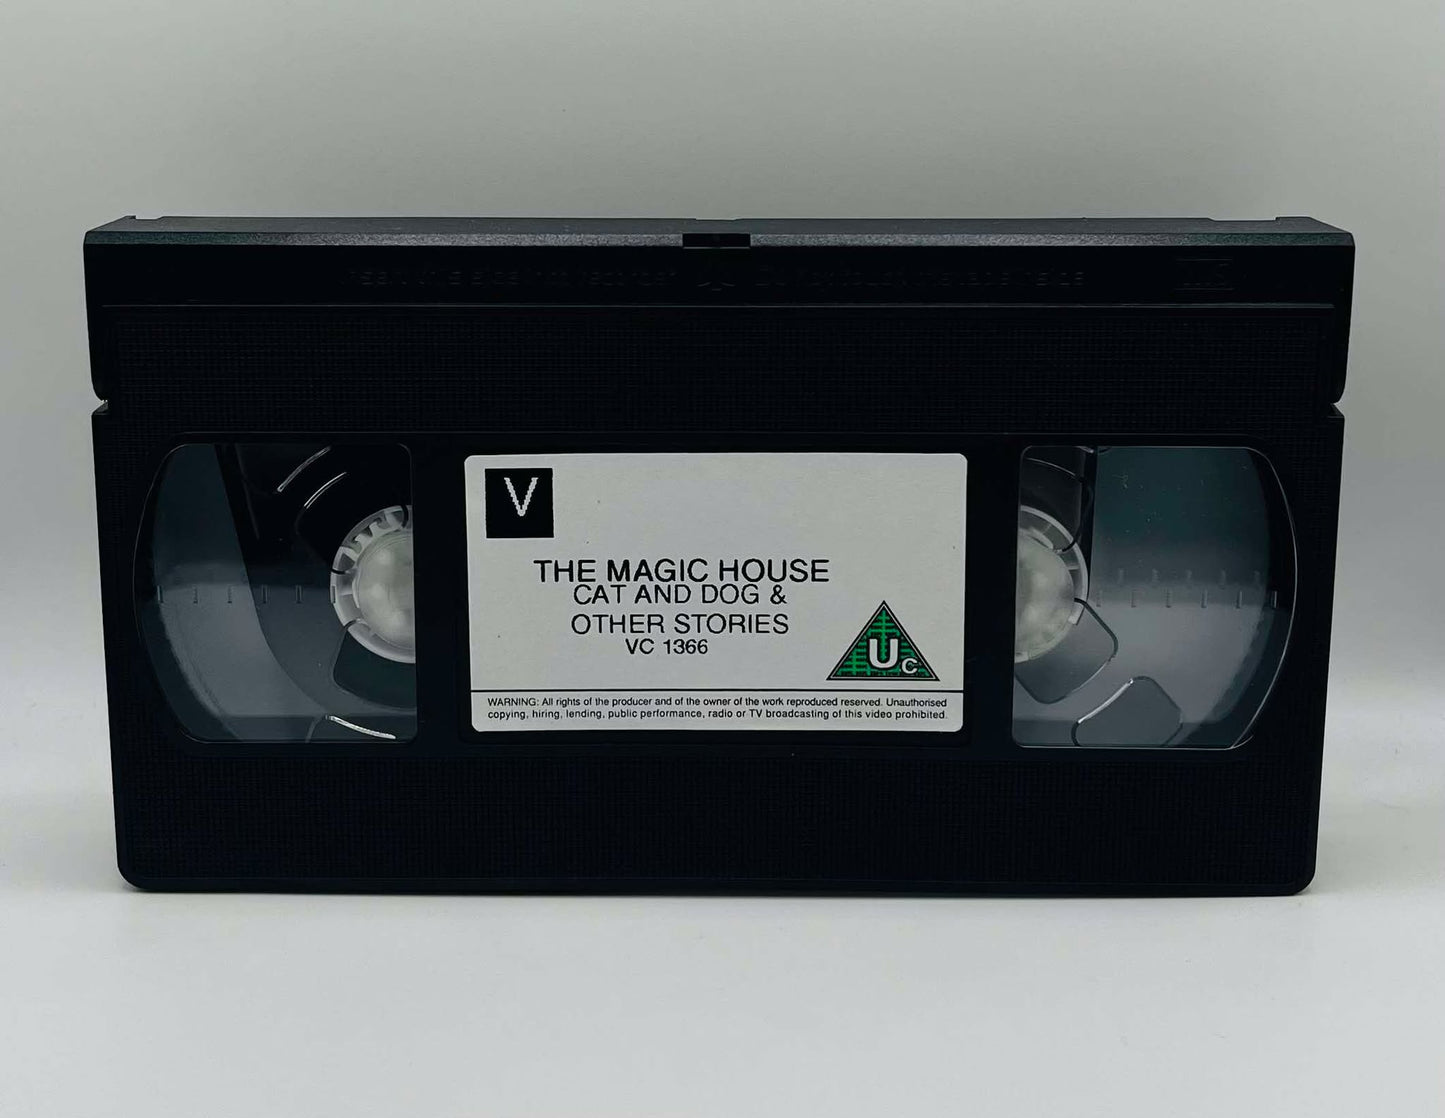 V
THE MAGIC HOUSE
CAT AND DOG &
OTHER STORIES
VC 1366
Uc
WARNING: All rights of the producer and of the owner of the work reproduced reserved. Unauthorised
copying, hiring, lending, public performance, radio or TV broadcasting of this video prohibited.